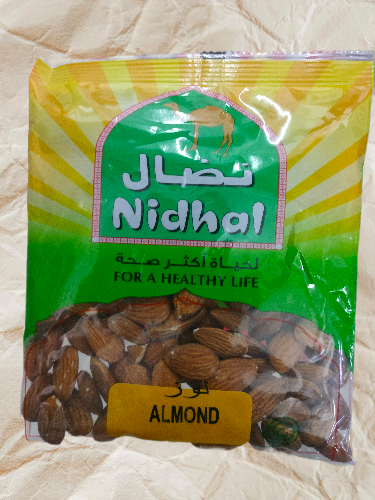 نضال
Nidhal
لحياة أكثر صحة
FOR A HEALTHY LIFE
لوز
ALMOND